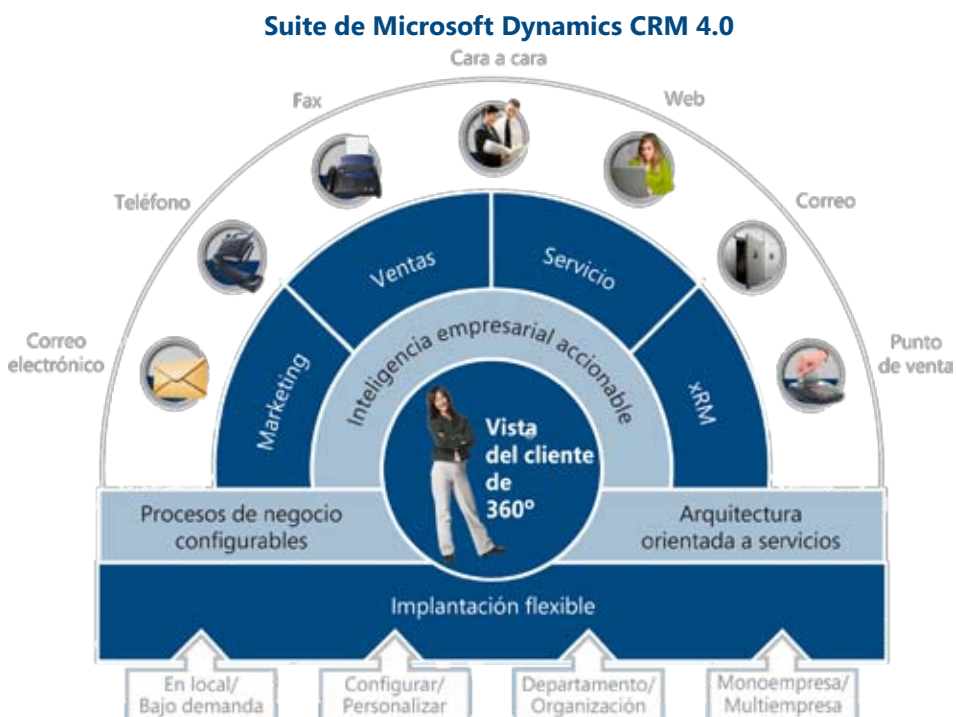 Suite de Microsoft Dynamics CRM 4.0
Cara a cara
Fax
Web
Teléfono
Correo
Correo
electrónico
Punto
de venta
Ventas
Servicio
Marketing
xRM
Inteligencia empresarial accionable
Vista
del cliente
de
360º
Procesos de negocio
configurables
Arquitectura
orientada a servicios
Implantación flexible
En local/
Bajo demanda
Configurar/
Personalizar
Departamento/
Organización
Monoempresa/
Multiempresa